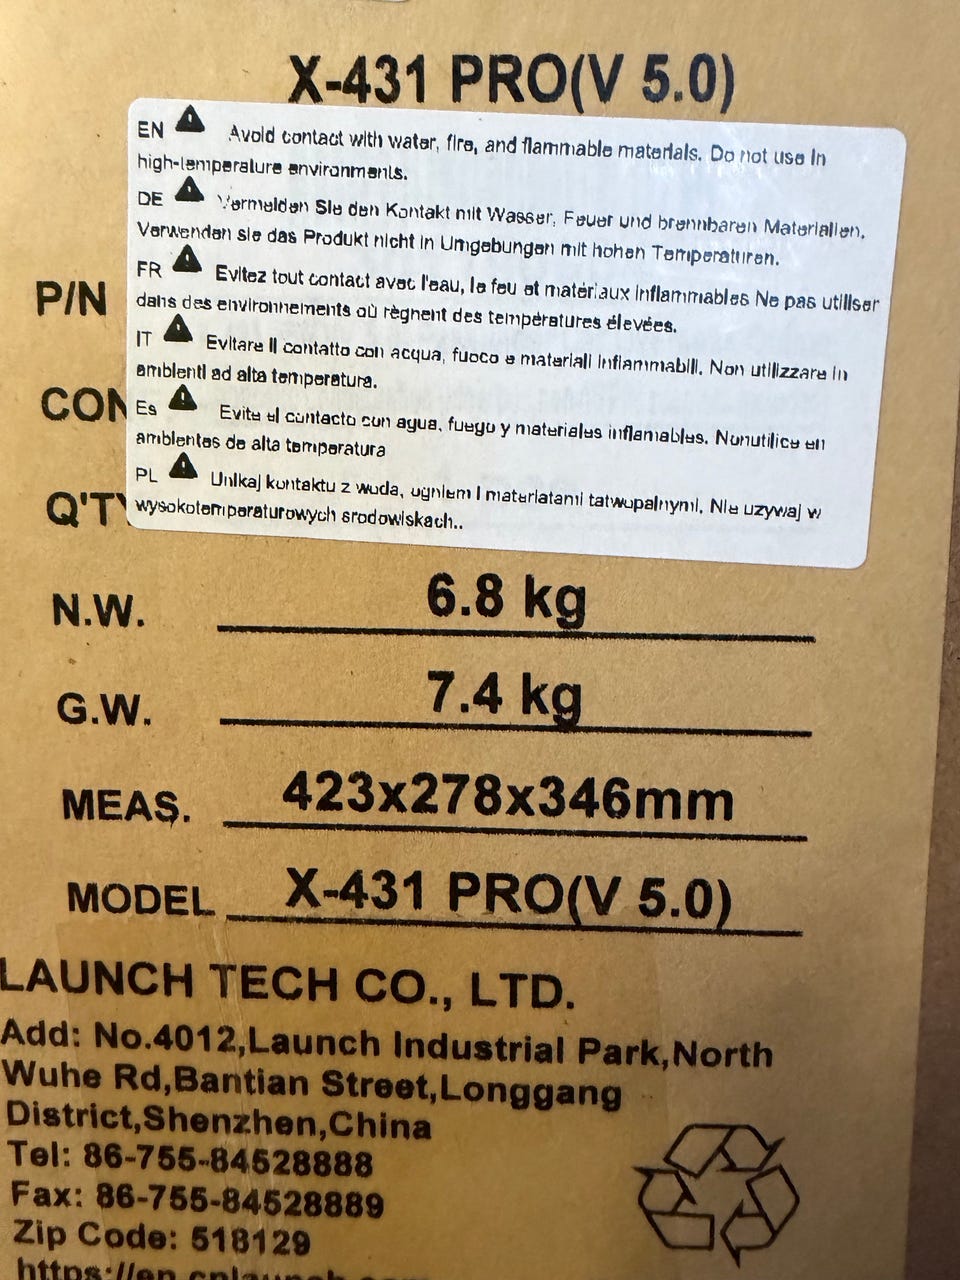 X-431 PRO(V 5.0)
EN Avoid contact with water, fire, and flammable materials. Do not use in
high-temperature environments.
DE Vermeiden Sie den Kontakt mit Wasser, Feuer und brennbaren Materialien.
Verwenden sie das Produkt nicht in Umgebungen mit hohen Temperaturen.
FR Evitez tout contact avec l'eau, le feu et matériaux inflammables Ne pas utiliser
dans des environnements où règnent des températures élevées.
IT Evitare il contatto con acqua, fuoco e materiali infiammabili. Non utilizzare in
ambienti ad alta temperatura.
Es Evite el contacto con agua, fuego y materiales inflamables. Nonutilice en
ambientes de alta temperatura
PL Unikaj kontaktu z woda, ogniem i materiatami tatwopalnymi, Nie uzywaj w
wysokotemperaturowych srodowiskach..
P/N
CON
Q'TY
N.W. 6.8 kg
G.W. 7.4 kg
MEAS. 423x278x346mm
MODEL X-431 PRO(V 5.0)
LAUNCH TECH CO., LTD.
Add: No.4012,Launch Industrial Park,North
Wuhe Rd,Bantian Street,Longgang
District,Shenzhen,China
Tel: 86-755-84528888
Fax: 86-755-84528889
Zip Code: 518129
https://en.cnlaunch.com